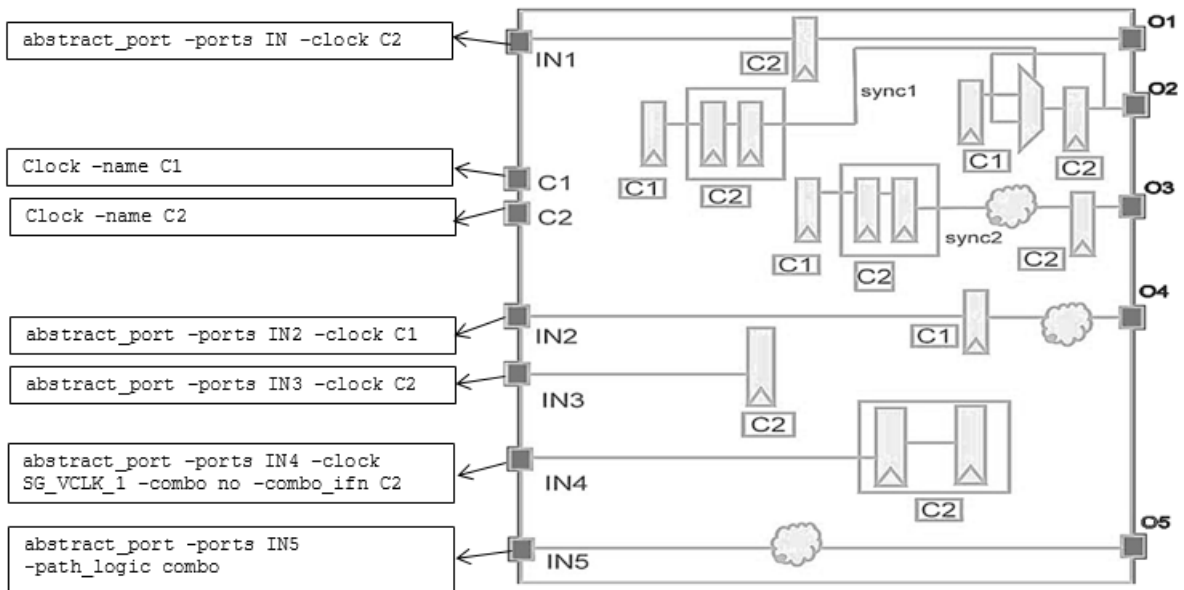 abstract_port –ports IN –clock C2
IN1
C2
O1
sync1
O2
C1
C2
C1
C2
Clock –name C1
C1
Clock –name C2
C2
O3
sync2
C1
C2
C2
O4
abstract_port –ports IN2 –clock C1
IN2
C1
abstract_port –ports IN3 –clock C2
IN3
C2
abstract_port –ports IN4 –clock
SG_VCLK_1 –combo no –combo_ifn C2
IN4
C2
O5
abstract_port –ports IN5
–path_logic combo
IN5